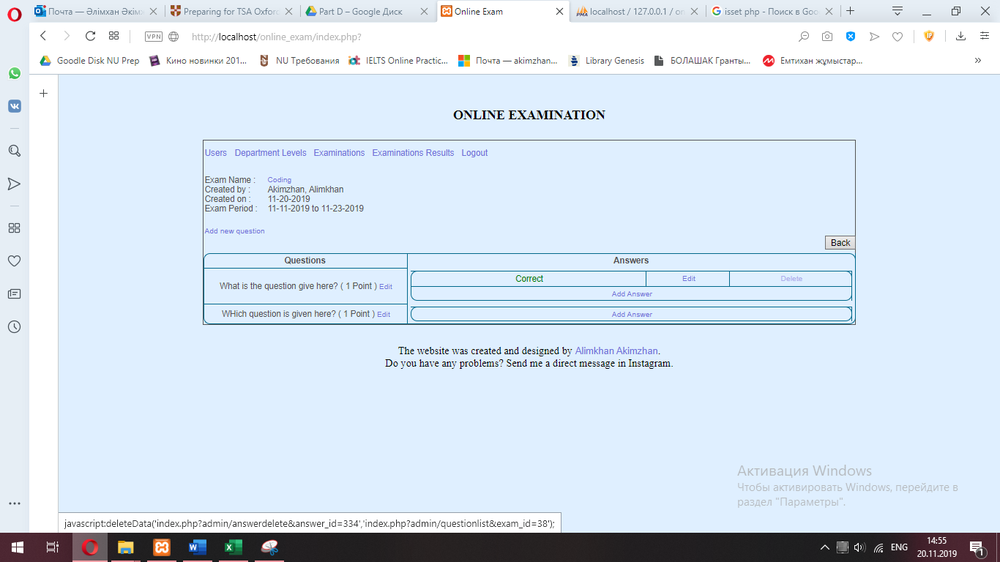 Почта — Әлімхан Әкімж
Preparing for TSA Oxford
Part D – Google Диск
Online Exam
localhost / 127.0.0.1 / on
isset php - Поиск в Goo
VPN
http://localhost/online_exam/index.php?
Goodle Disk NU Prep
Кино новинки 201...
NU Требования
IELTS Online Practic...
Почта — akimzhan...
Library Genesis
БОЛАШАК Гранты...
Емтихан жұмыстар...
ONLINE EXAMINATION
Users Department Levels Examinations Examinations Results Logout
Exam Name : Coding
Created by : Akimzhan, Alimkhan
Created on : 11-20-2019
Exam Period : 11-11-2019 to 11-23-2019
Add new question
Back
Questions Answers
What is the question give here? ( 1 Point ) Edit
Correct Edit Delete
Add Answer
WHich question is given here? ( 1 Point ) Edit
Add Answer
The website was created and designed by Alimkhan Akimzhan.
Do you have any problems? Send me a direct message in Instagram.
Активация Windows
Чтобы активировать Windows, перейдите в
раздел "Параметры".
javascript:deleteData('index.php?admin/answerdelete&answer_id=334','index.php?admin/questionlist&exam_id=38');
ENG
14:55
20.11.2019
1